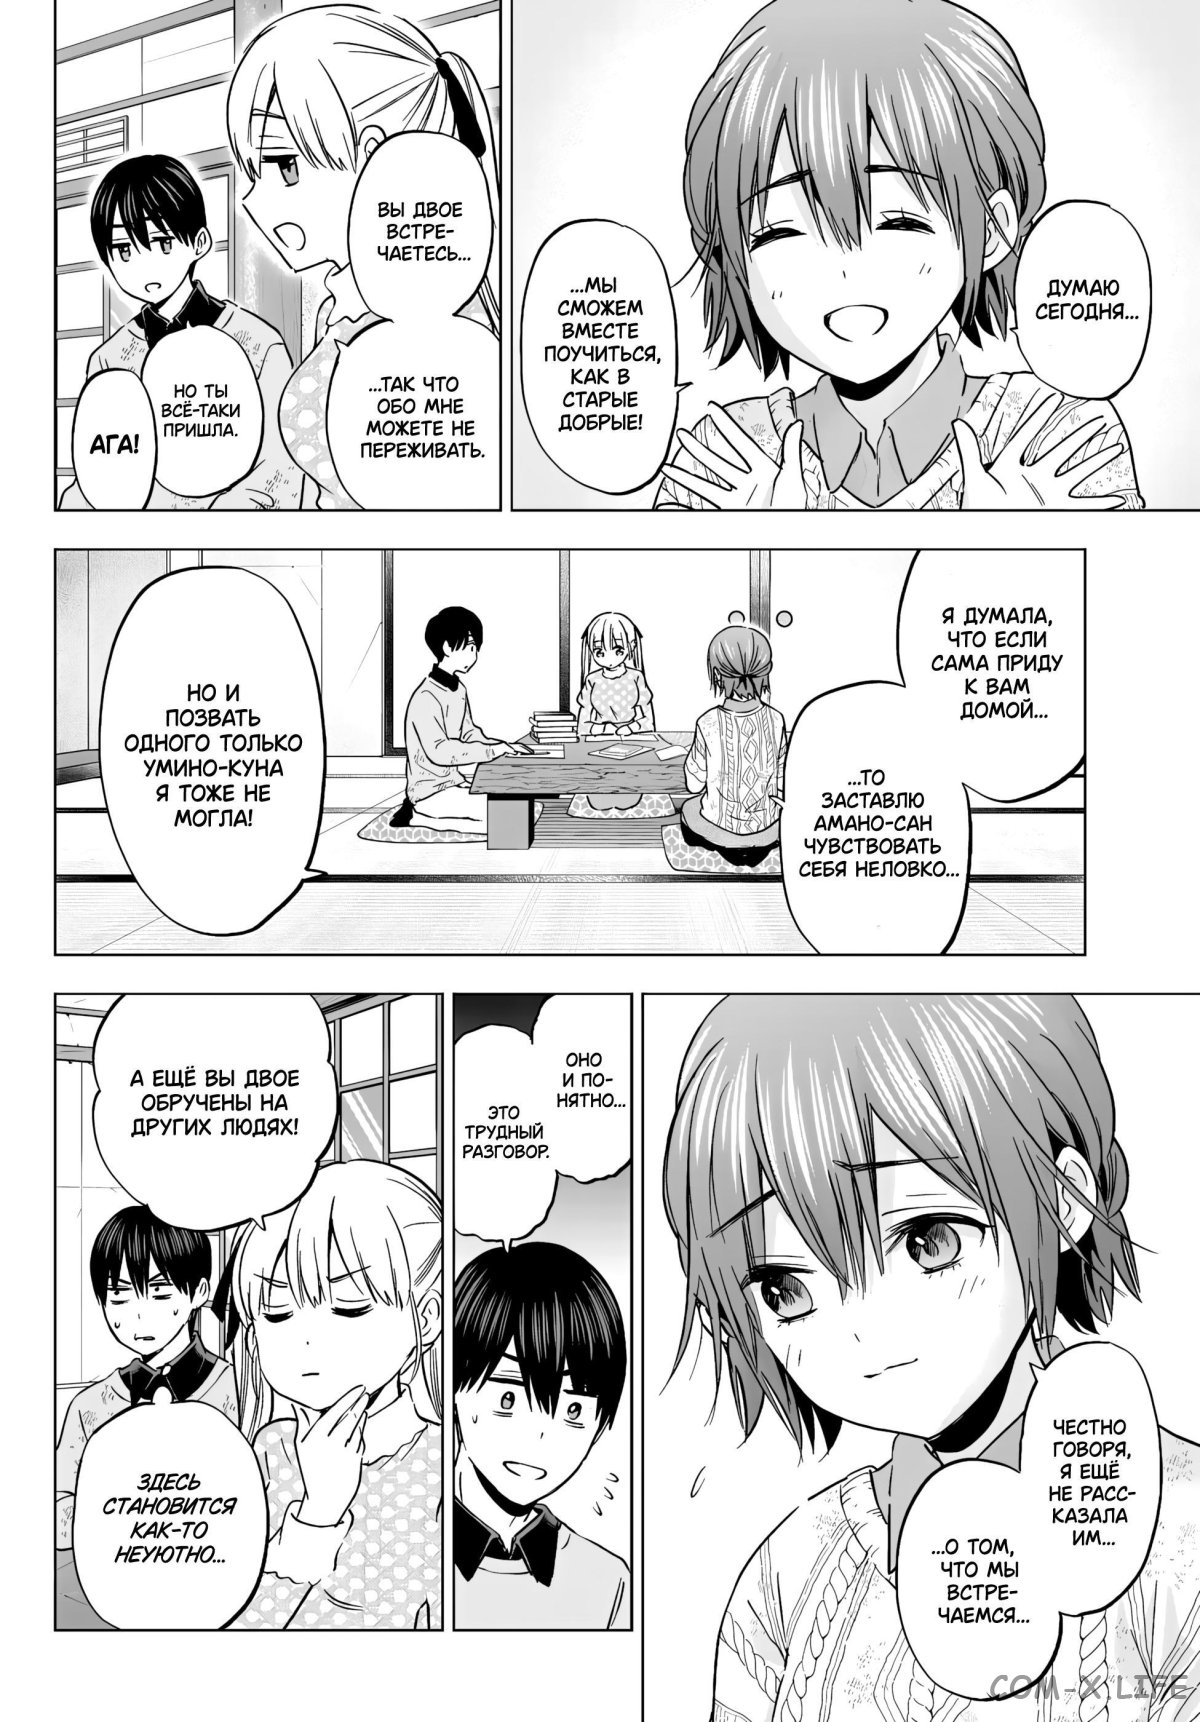 ДУМАЮ
СЕГОДНЯ...
...МЫ
СМОЖЕМ
ВМЕСТЕ
ПОУЧИТЬСЯ,
КАК В
СТАРЫЕ
ДОБРЫЕ!
ВЫ ДВОЕ
ВСТРЕ-
ЧАЕТЕСЬ...
...ТАК ЧТО
ОБО МНЕ
МОЖЕТЕ НЕ
ПЕРЕЖИВАТЬ.
НО ТЫ
ВСЁ-ТАКИ
ПРИШЛА.
АГА!
Я ДУМАЛА,
ЧТО ЕСЛИ
САМА ПРИДУ
К ВАМ
ДОМОЙ...
...ТО
ЗАСТАВЛЮ
АМАНО-САН
ЧУВСТВОВАТЬ
СЕБЯ НЕЛОВКО...
НО И
ПОЗВАТЬ
ОДНОГО ТОЛЬКО
УМИНО-КУНА
Я ТОЖЕ НЕ
МОГЛА!
ЧЕСТНО
ГОВОРЯ,
Я ЕЩЁ
НЕ РАСС-
КАЗАЛА
ИМ...
...О ТОМ,
ЧТО МЫ
ВСТРЕ-
ЧАЕМСЯ...
ОНО
И ПО-
НЯТНО...
ЭТО
ТРУДНЫЙ
РАЗГОВОР.
А ЕЩЁ ВЫ ДВОЕ
ОБРУЧЕНЫ НА
ДРУГИХ ЛЮДЯХ!
ЗДЕСЬ
СТАНОВИТСЯ
КАК-ТО
НЕУЮТНО...
COM-X.LIFE